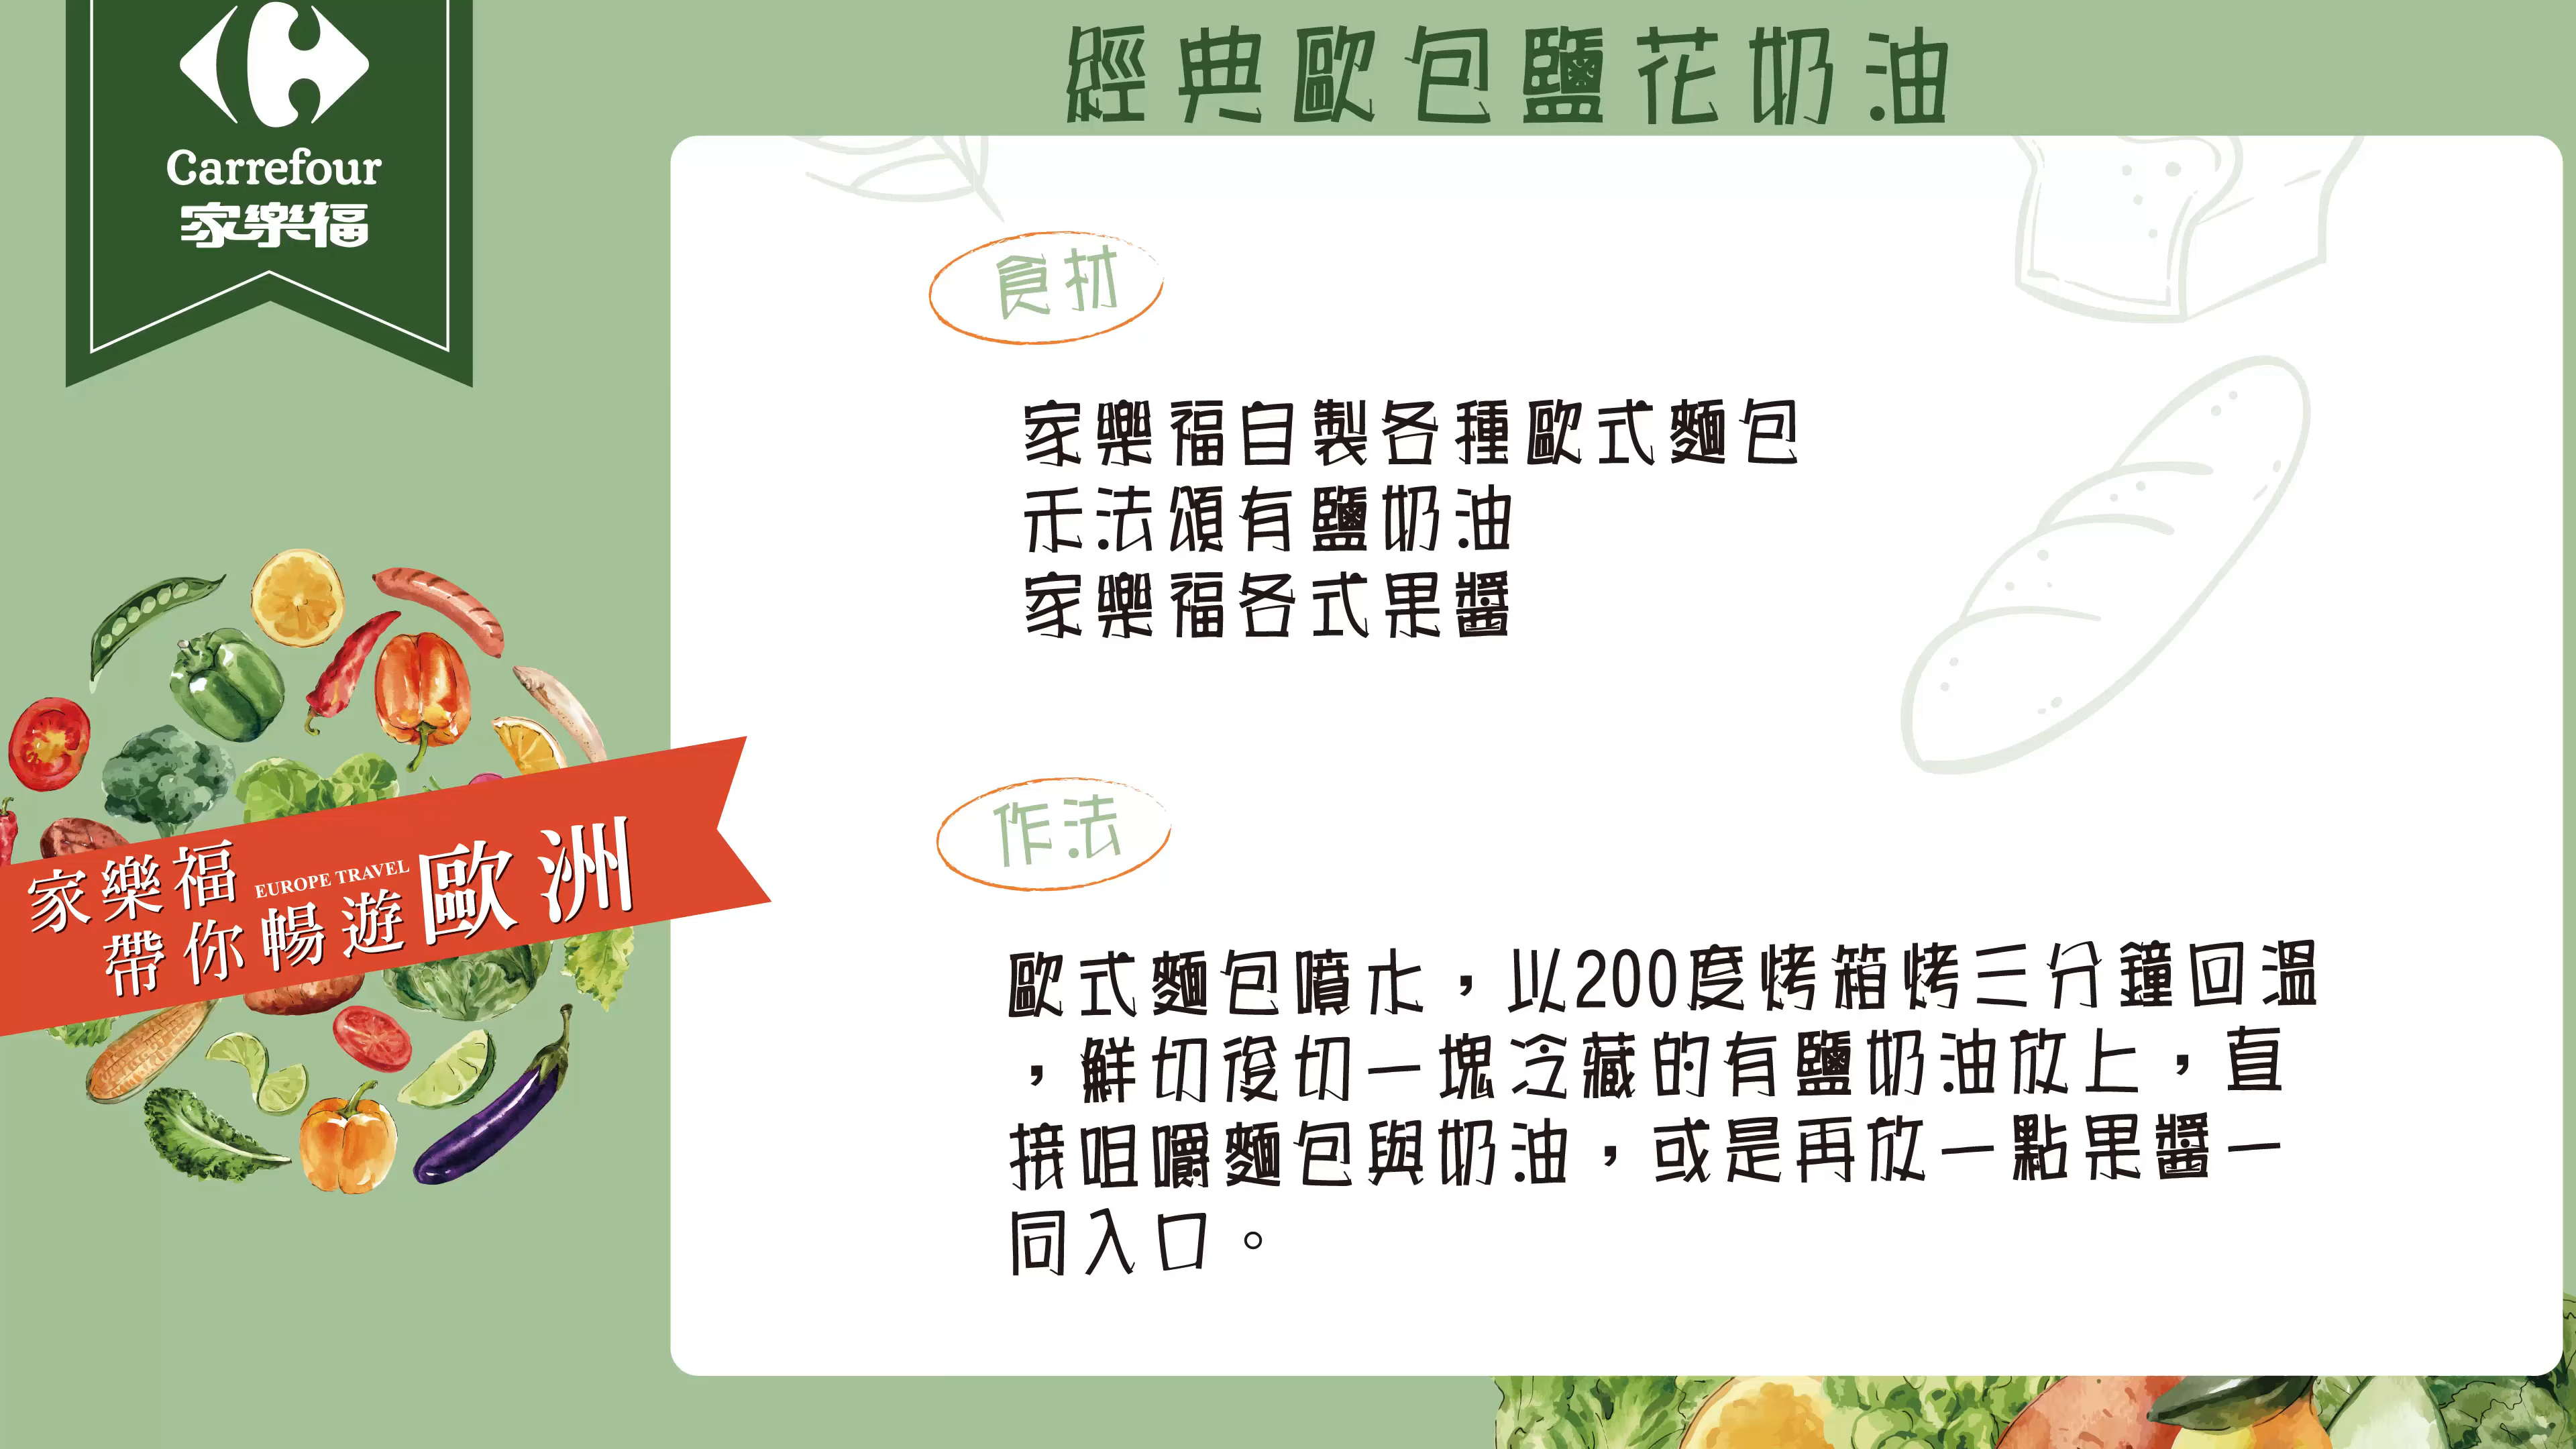 Carrefour
家樂福
經典歐包鹽花奶油
食材
家樂福自製各種歐式麵包
禾法頌有鹽奶油
家樂福各式果醬
作法
歐式麵包噴水，以200度烤箱烤三分鐘回溫
，鮮切後切一塊冷藏的有鹽奶油放上，直
接咀嚼麵包與奶油，或是再放一點果醬一
同入口。
家樂福
EUROPE TRAVEL
帶你暢遊歐洲